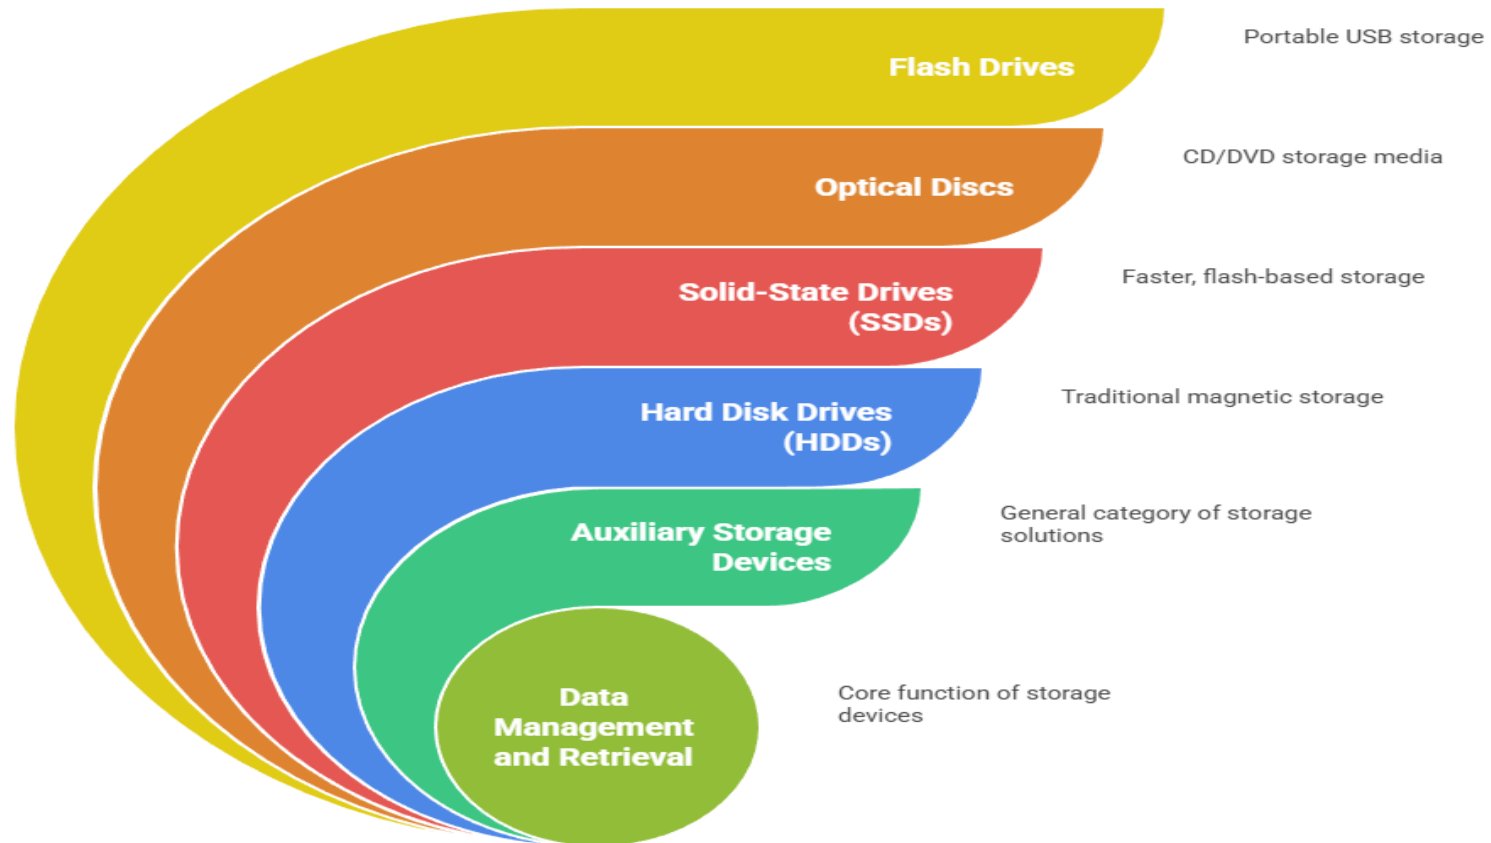 Flash Drives
Portable USB storage
Optical Discs
CD/DVD storage media
Solid-State Drives
(SSDs)
Faster, flash-based storage
Hard Disk Drives
(HDDs)
Traditional magnetic storage
Auxiliary Storage
Devices
General category of storage
solutions
Data
Management
and Retrieval
Core function of storage
devices